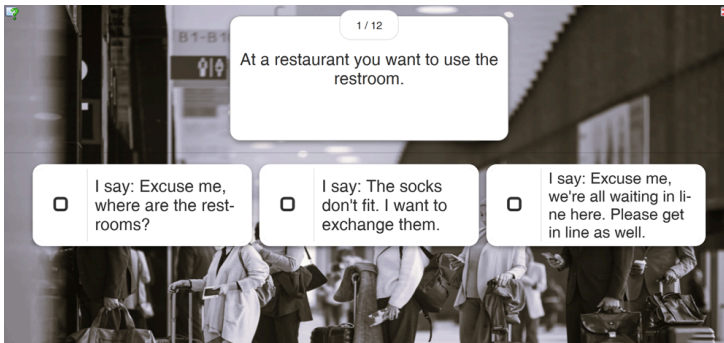 1 / 12
B1-B1
At a restaurant you want to use the
restroom.
I say: Excuse me,
where are the rest-
rooms?
I say: The socks
don't fit. I want to
exchange them.
I say: Excuse me,
we're all waiting in li-
ne here. Please get
in line as well.